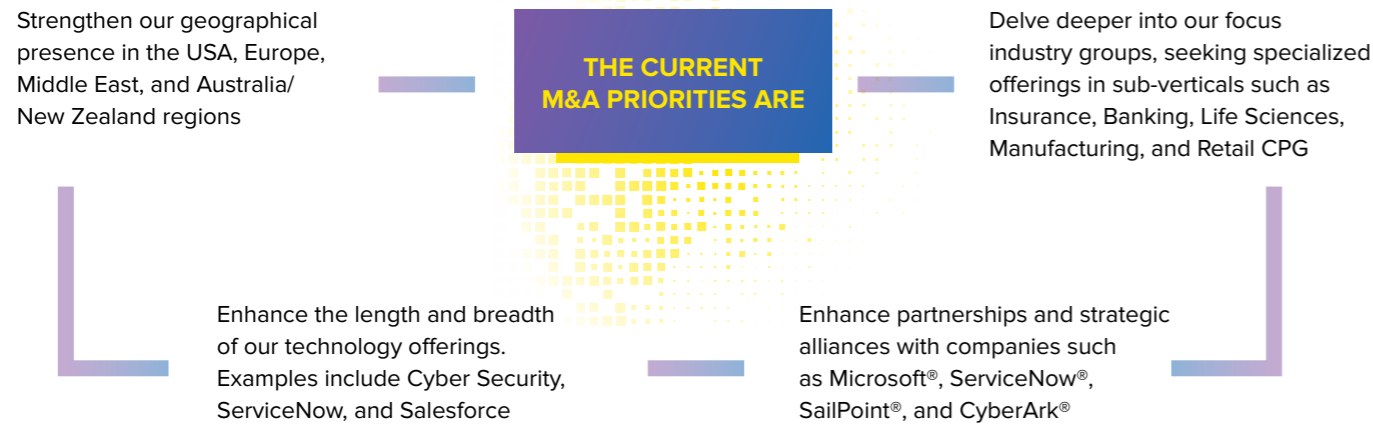 THE CURRENT
M&A PRIORITIES ARE
Strengthen our geographical
presence in the USA, Europe,
Middle East, and Australia/
New Zealand regions
Delve deeper into our focus
industry groups, seeking specialized
offerings in sub-verticals such as
Insurance, Banking, Life Sciences,
Manufacturing, and Retail CPG
Enhance the length and breadth
of our technology offerings.
Examples include Cyber Security,
ServiceNow, and Salesforce
Enhance partnerships and strategic
alliances with companies such
as Microsoft®, ServiceNow®,
SailPoint®, and CyberArk®